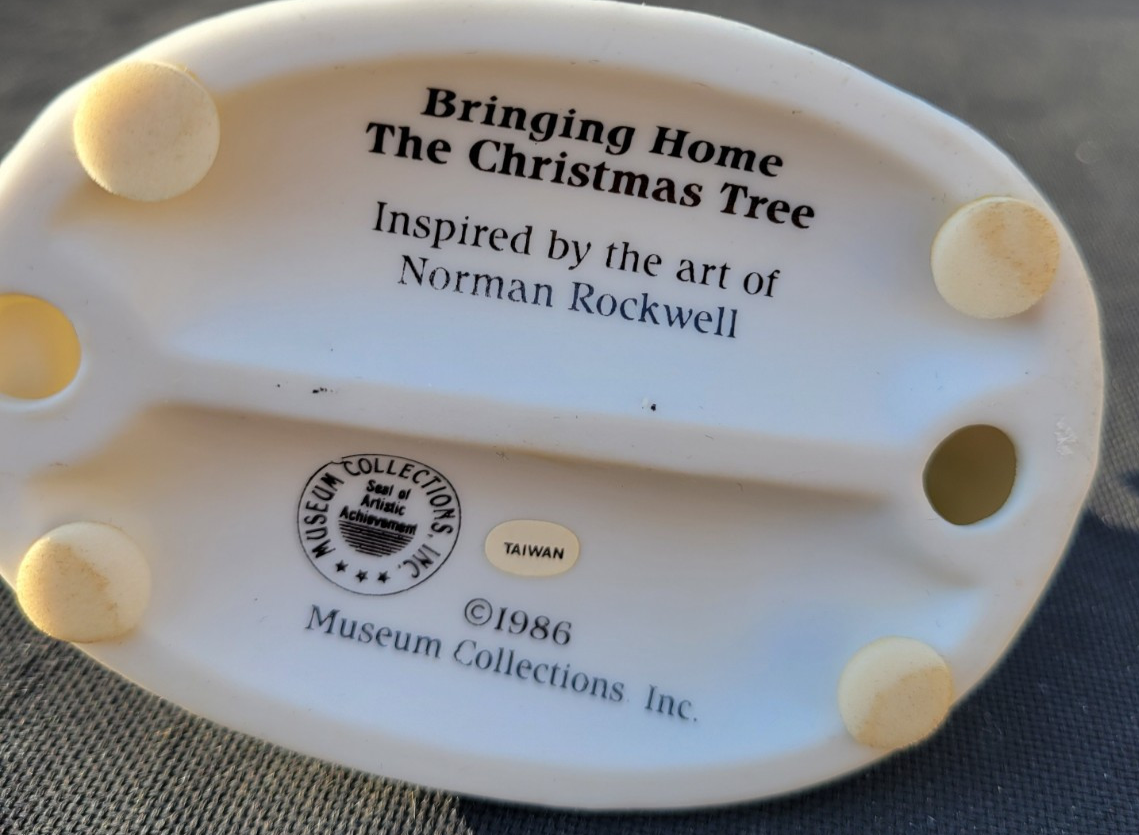 Bringing Home
The Christmas Tree
Inspired by the art of
Norman Rockwell
MUSEUM COLLECTIONS, INC.
Seal of
Artistic
Achievement
TAIWAN
©1986
Museum Collections Inc.